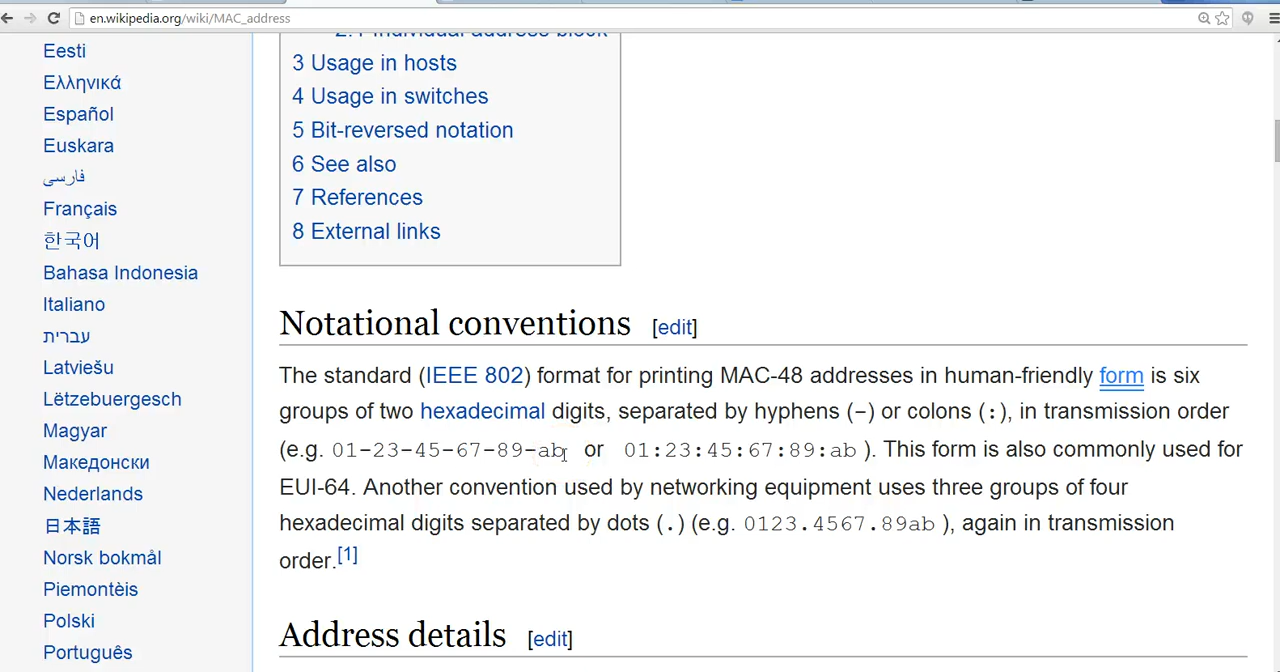 en.wikipedia.org/wiki/MAC_address
Eesti
Ελληνικά
Español
Euskara
فارسی
Français
한국어
Bahasa Indonesia
Italiano
עברית
Latviešu
Lëtzebuergesch
Magyar
Македонски
Nederlands
日本語
Norsk bokmål
Piemontèis
Polski
Português
2.1 Individual address block
3 Usage in hosts
4 Usage in switches
5 Bit-reversed notation
6 See also
7 References
8 External links
Notational conventions [edit]
The standard (IEEE 802) format for printing MAC-48 addresses in human-friendly form is six
groups of two hexadecimal digits, separated by hyphens (-) or colons (:), in transmission order
(e.g. 01-23-45-67-89-ab or 01:23:45:67:89:ab ). This form is also commonly used for
EUI-64. Another convention used by networking equipment uses three groups of four
hexadecimal digits separated by dots (.) (e.g. 0123.4567.89ab ), again in transmission
order.[1]
Address details [edit]